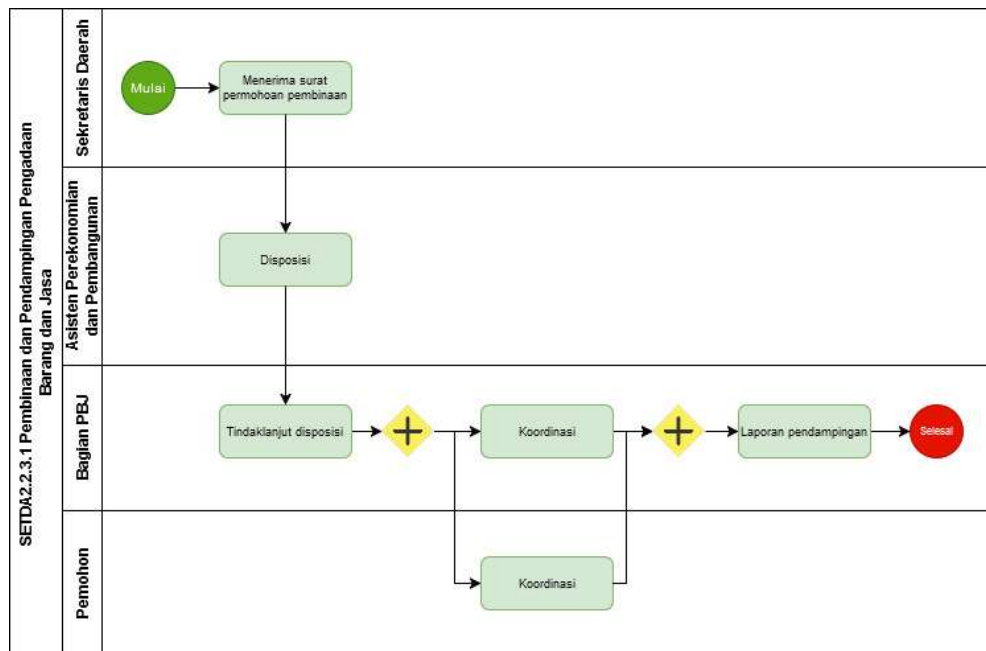 SETDA2.2.3.1 Pembinaan dan Pendampingan Pengadaan
Barang dan Jasa
Sekretaris Daerah
Mulai
Menerima surat
permohoan pembinaan
Asisten Perekonomian
dan Pembangunan
Disposisi
Bagian PBJ
Tindaklanjut disposisi
Koordinasi
Laporan pendampingan
Selesai
Pemohon
Koordinasi